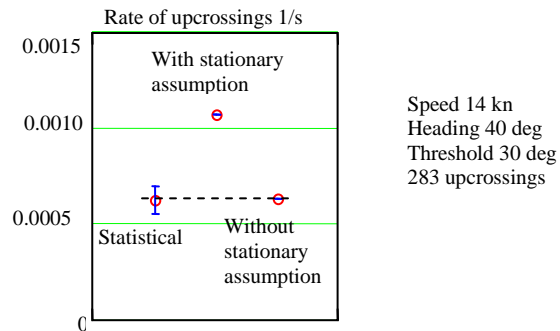 Rate of upcrossings 1/s
0.0015
With stationary
assumption
0.0010
Speed 14 kn
Heading 40 deg
Threshold 30 deg
283 upcrossings
0.0005
Statistical
Without
stationary
assumption
0